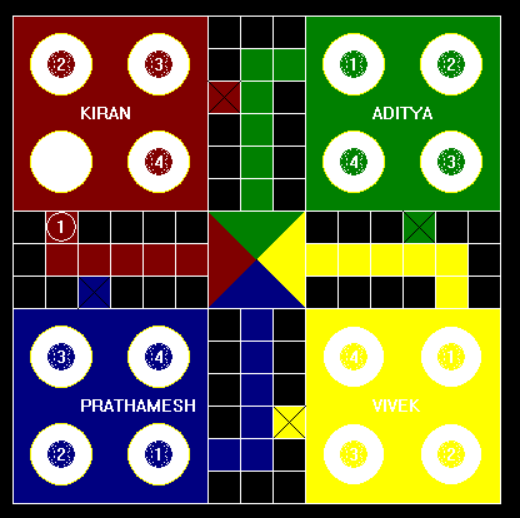 2 3
KIRAN
4
1 2
ADITYA
4 3
1
3 4
PRATHAMESH
2 1
4 1
VIVEK
3 2